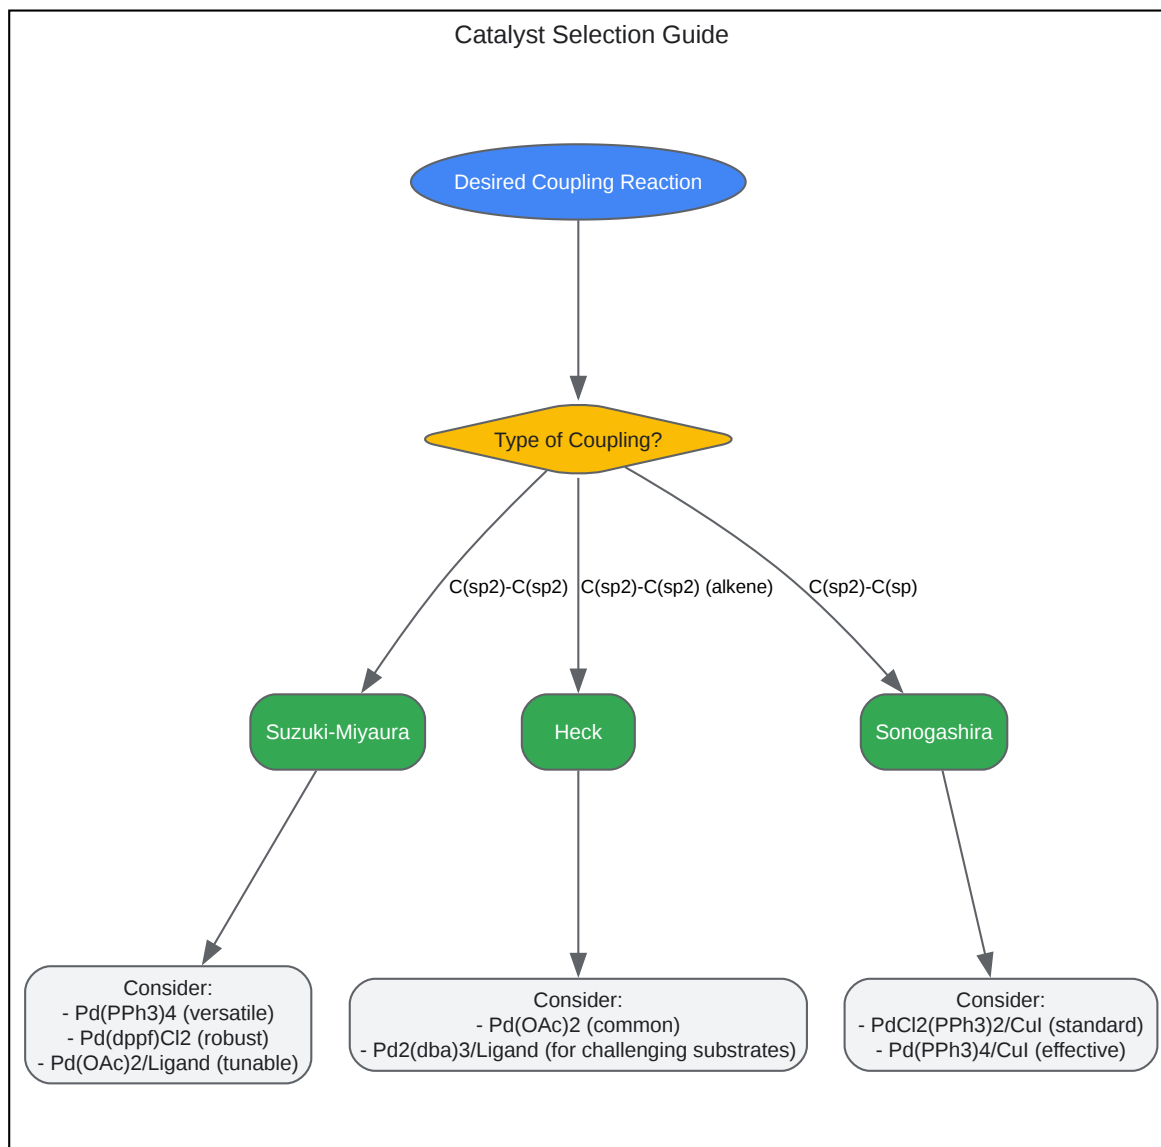 Catalyst Selection Guide
Desired Coupling Reaction
Type of Coupling?
C(sp2)-C(sp2)
C(sp2)-C(sp2) (alkene)
C(sp2)-C(sp)
Suzuki-Miyaura
Heck
Sonogashira
Consider:
- Pd(PPh3)4 (versatile)
- Pd(dppf)Cl2 (robust)
- Pd(OAc)2/Ligand (tunable)
Consider:
- Pd(OAc)2 (common)
- Pd2(dba)3/Ligand (for challenging substrates)
Consider:
- PdCl2(PPh3)2/CuI (standard)
- Pd(PPh3)4/CuI (effective)